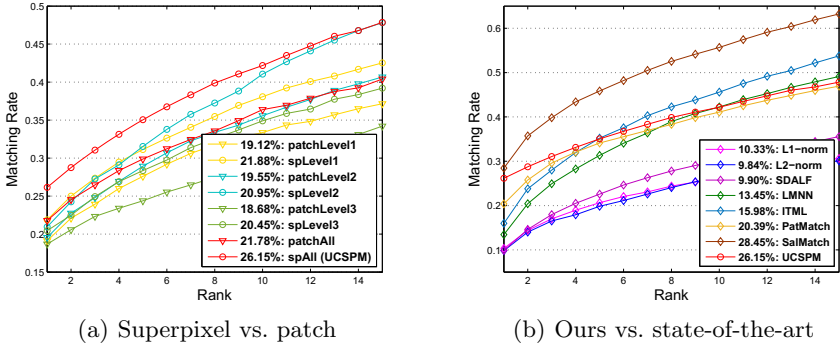 0.5
0.45
0.4
0.35
0.3
0.25
0.2
0.15
2 4 6 8 10 12 14
Matching Rate
Rank
19.12%: patchLevel1
21.88%: spLevel1
19.55%: patchLevel2
20.95%: spLevel2
18.68%: patchLevel3
20.45%: spLevel3
21.78%: patchAll
26.15%: spAll (UCSPM)
(a) Superpixel vs. patch
0.6
0.5
0.4
0.3
0.2
0.1
2 4 6 8 10 12 14
Matching Rate
Rank
10.33%: L1−norm
9.84%: L2−norm
9.90%: SDALF
13.45%: LMNN
15.98%: ITML
20.39%: PatMatch
28.45%: SalMatch
26.15%: UCSPM
(b) Ours vs. state-of-the-art